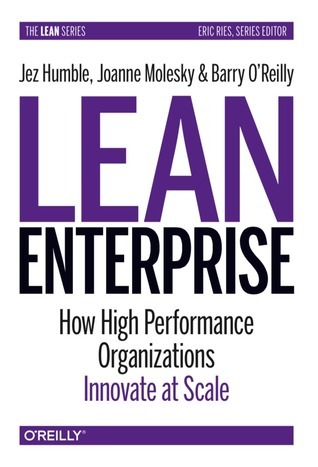 THE LEAN SERIES
ERIC RIES, SERIES EDITOR
Jez Humble, Joanne Molesky & Barry O'Reilly
LEAN
ENTERPRISE
How High Performance
Organizations
Innovate at Scale
O'REILLY®